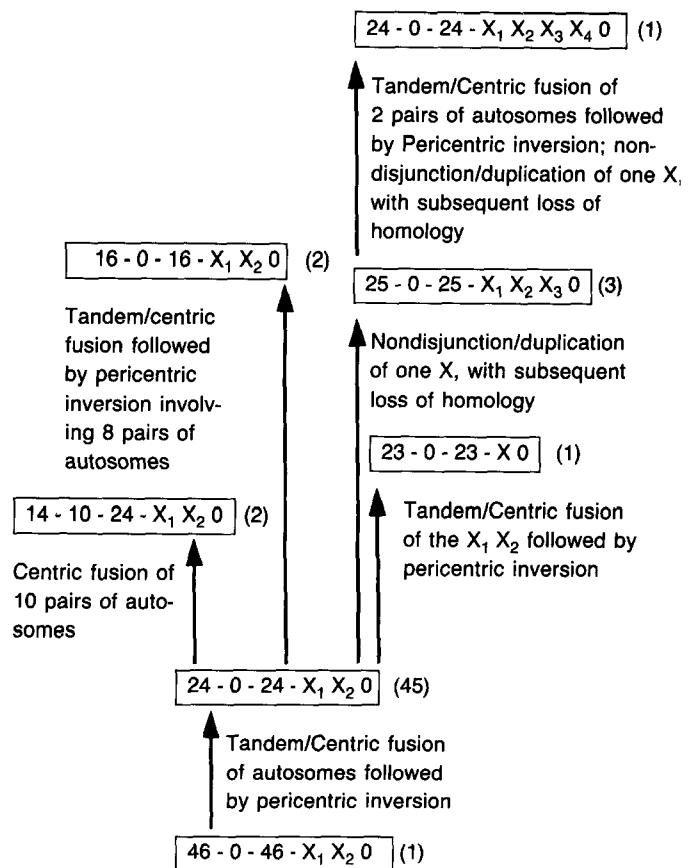 24 - 0 - 24 - X₁ X₂ X₃ X₄ 0 (1)
Tandem/Centric fusion of
2 pairs of autosomes followed
by Pericentric inversion; non-
disjunction/duplication of one X,
with subsequent loss of
homology
16 - 0 - 16 - X₁ X₂ 0 (2)
25 - 0 - 25 - X₁ X₂ X₃ 0 (3)
Tandem/centric
fusion followed
by pericentric
inversion involv-
ing 8 pairs of
autosomes
Nondisjunction/duplication
of one X, with subsequent
loss of homology
23 - 0 - 23 - X 0 (1)
14 - 10 - 24 - X₁ X₂ 0 (2)
Tandem/Centric fusion
of the X₁ X₂ followed by
pericentric inversion
Centric fusion of
10 pairs of auto-
somes
24 - 0 - 24 - X₁ X₂ 0 (45)
Tandem/Centric fusion
of autosomes followed
by pericentric inversion
46 - 0 - 46 - X₁ X₂ 0 (1)